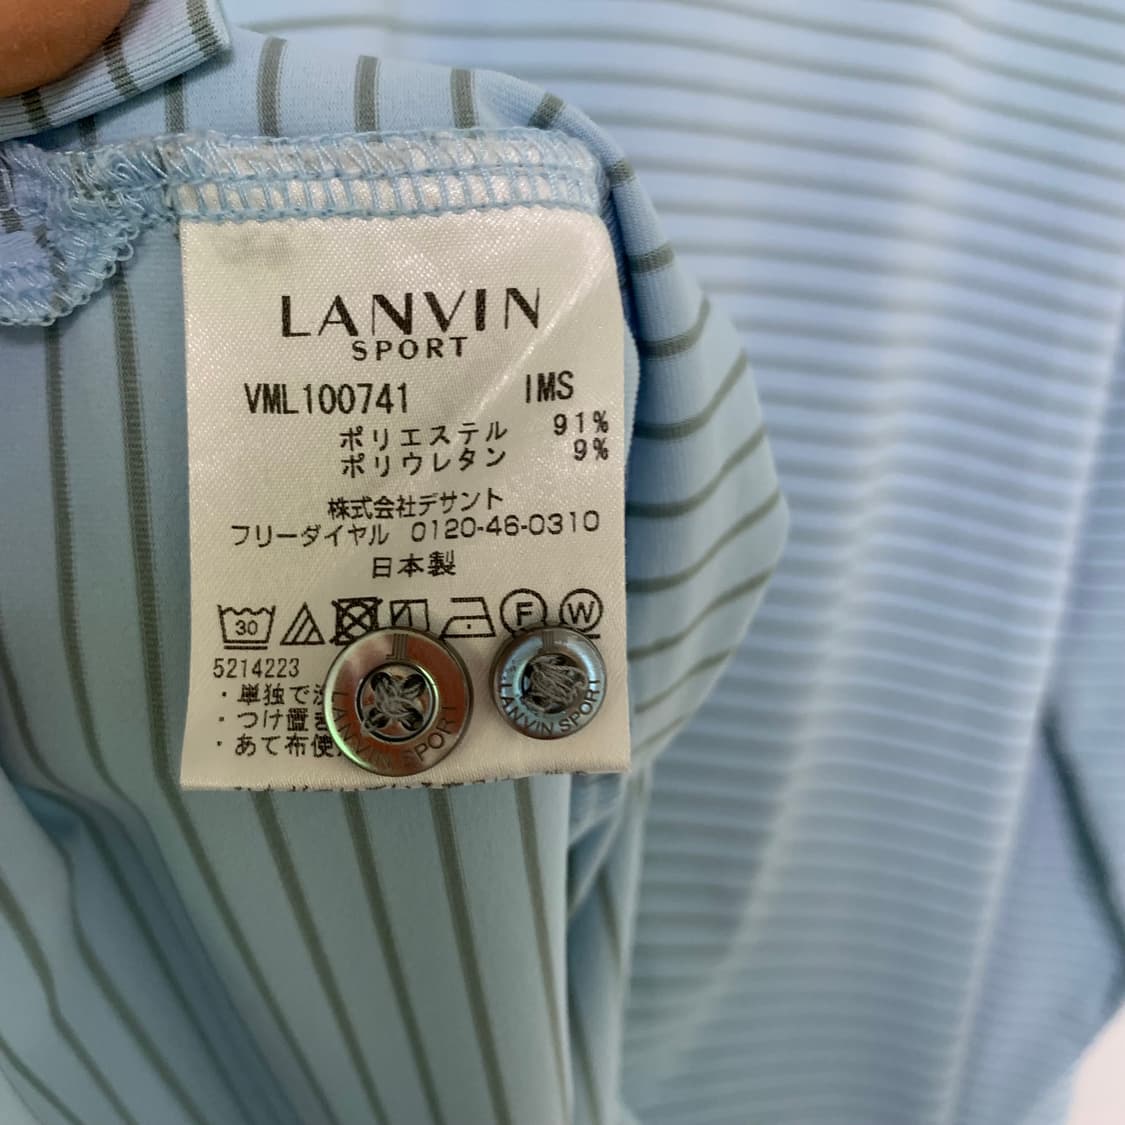 LANVIN
SPORT
VML100741 IMS
ポリエステル 91%
ポリウレタン 9%
株式会社デサント
フリーダイヤル 0120-46-0310
日本製
30 F W
5214223
・単独で
・つけ置き
・あて布使
LANVIN SPORT
LANVIN SPORT